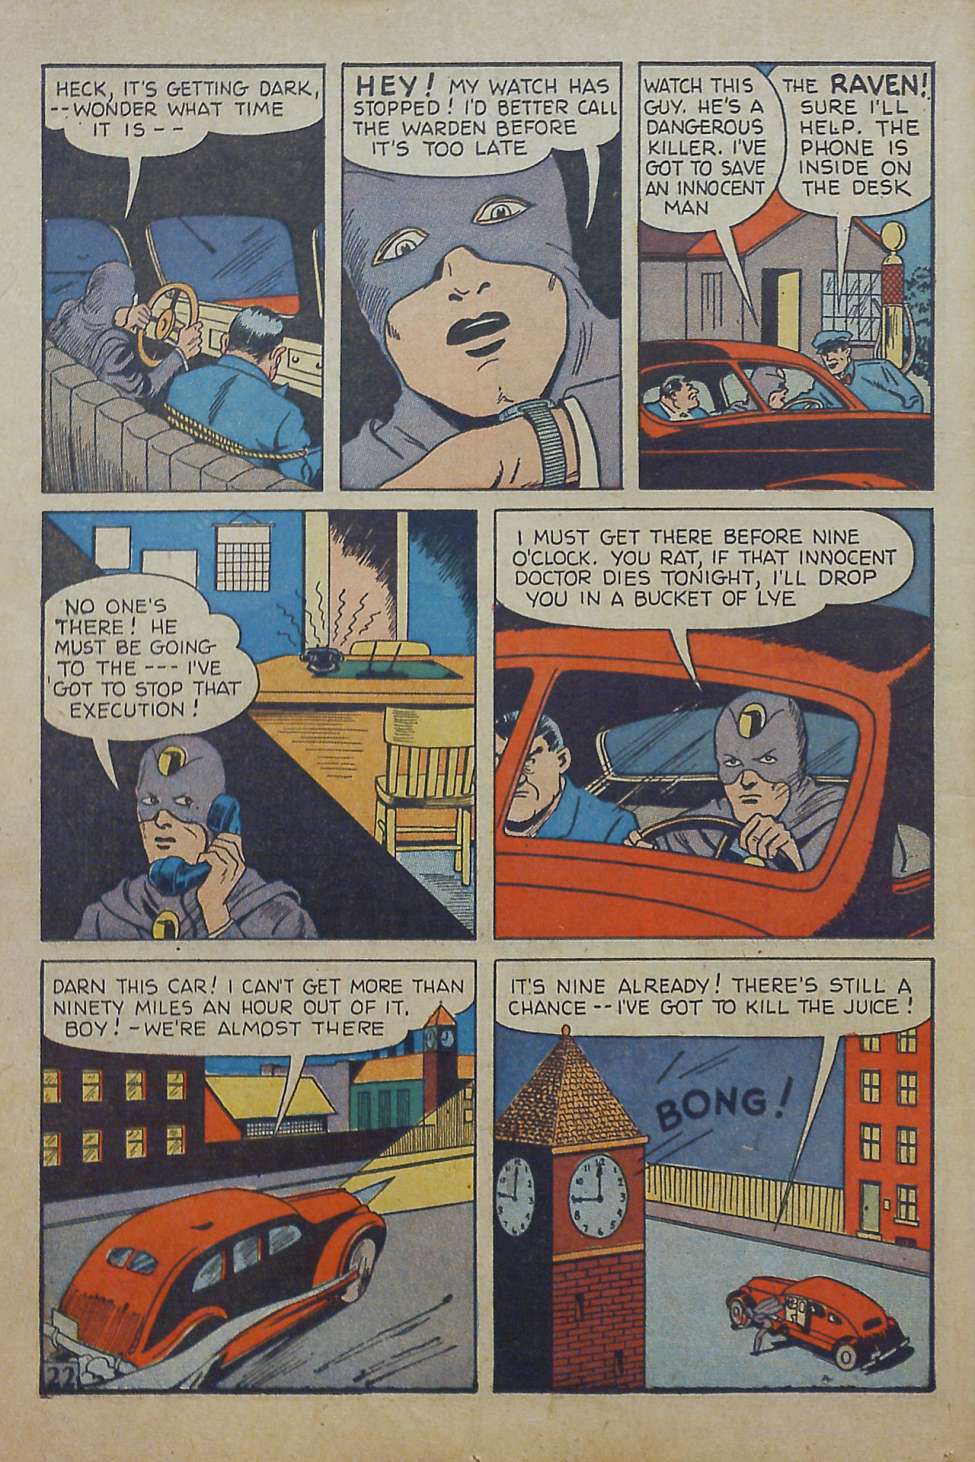 HECK, IT'S GETTING DARK,
--WONDER WHAT TIME
IT IS--
HEY! MY WATCH HAS
STOPPED! I'D BETTER CALL
THE WARDEN BEFORE
IT'S TOO LATE
WATCH THIS
GUY. HE'S A
DANGEROUS
KILLER. I'VE
GOT TO SAVE
AN INNOCENT
MAN
THE RAVEN!
SURE I'LL
HELP. THE
PHONE IS
INSIDE ON
THE DESK
NO ONE'S
THERE! HE
MUST BE GOING
TO THE --- I'VE
GOT TO STOP THAT
EXECUTION!
I MUST GET THERE BEFORE NINE
O'CLOCK. YOU RAT, IF THAT INNOCENT
DOCTOR DIES TONIGHT, I'LL DROP
YOU IN A BUCKET OF LYE
DARN THIS CAR! I CAN'T GET MORE THAN
NINETY MILES AN HOUR OUT OF IT.
BOY! -WE'RE ALMOST THERE
22
IT'S NINE ALREADY! THERE'S STILL A
CHANCE--I'VE GOT TO KILL THE JUICE!
BONG!